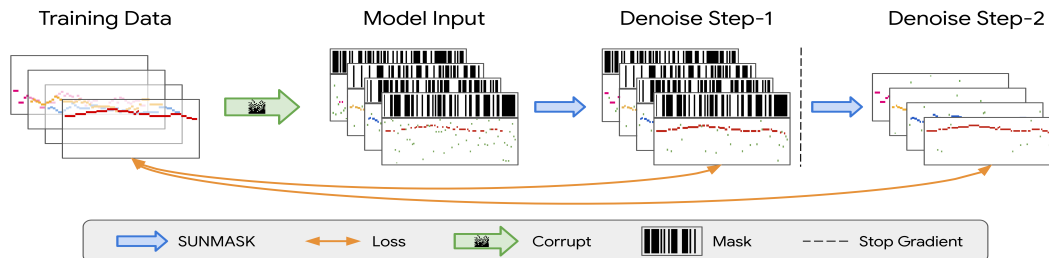 Training Data
Model Input
Denoise Step-1
Denoise Step-2
SUNMASK
Loss
Corrupt
Mask
Stop Gradient